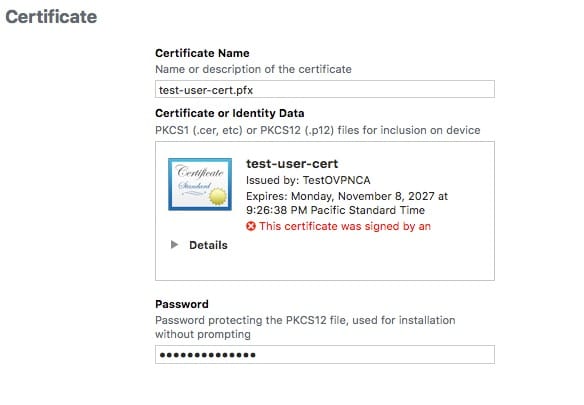 Certificate
Certificate Name
Name or description of the certificate
test-user-cert.pfx
Certificate or Identity Data
PKCS1 (.cer, etc) or PKCS12 (.p12) files for inclusion on device
Certificate
Standard
test-user-cert
Issued by: TestOVPNCA
Expires: Monday, November 8, 2027 at
9:26:38 PM Pacific Standard Time
This certificate was signed by an
Details
Password
Password protecting the PKCS12 file, used for installation
without prompting
••••••••••••••